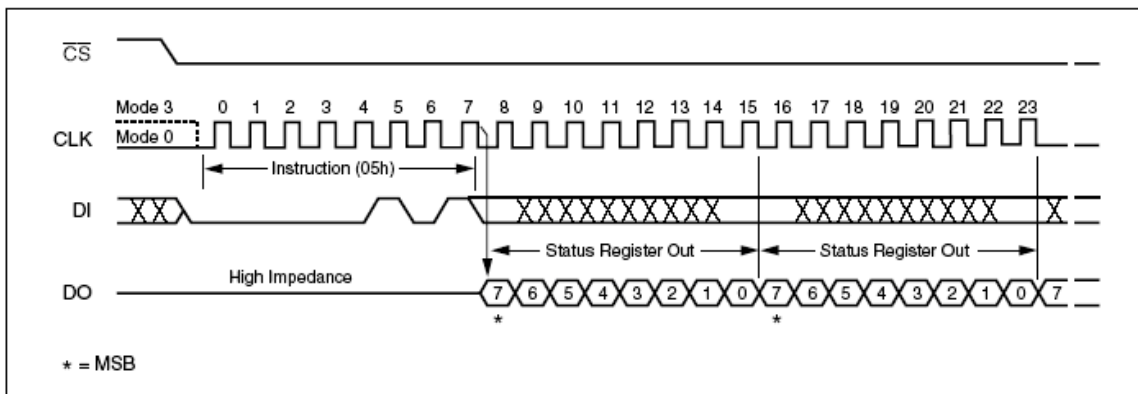 CS
Mode 3
0 1 2 3 4 5 6 7 8 9 10 11 12 13 14 15 16 17 18 19 20 21 22 23
CLK
Mode 0
Instruction (05h)
DI
Status Register Out Status Register Out
High Impedance
DO
7 6 5 4 3 2 1 0 7 6 5 4 3 2 1 0 7
* *
* = MSB